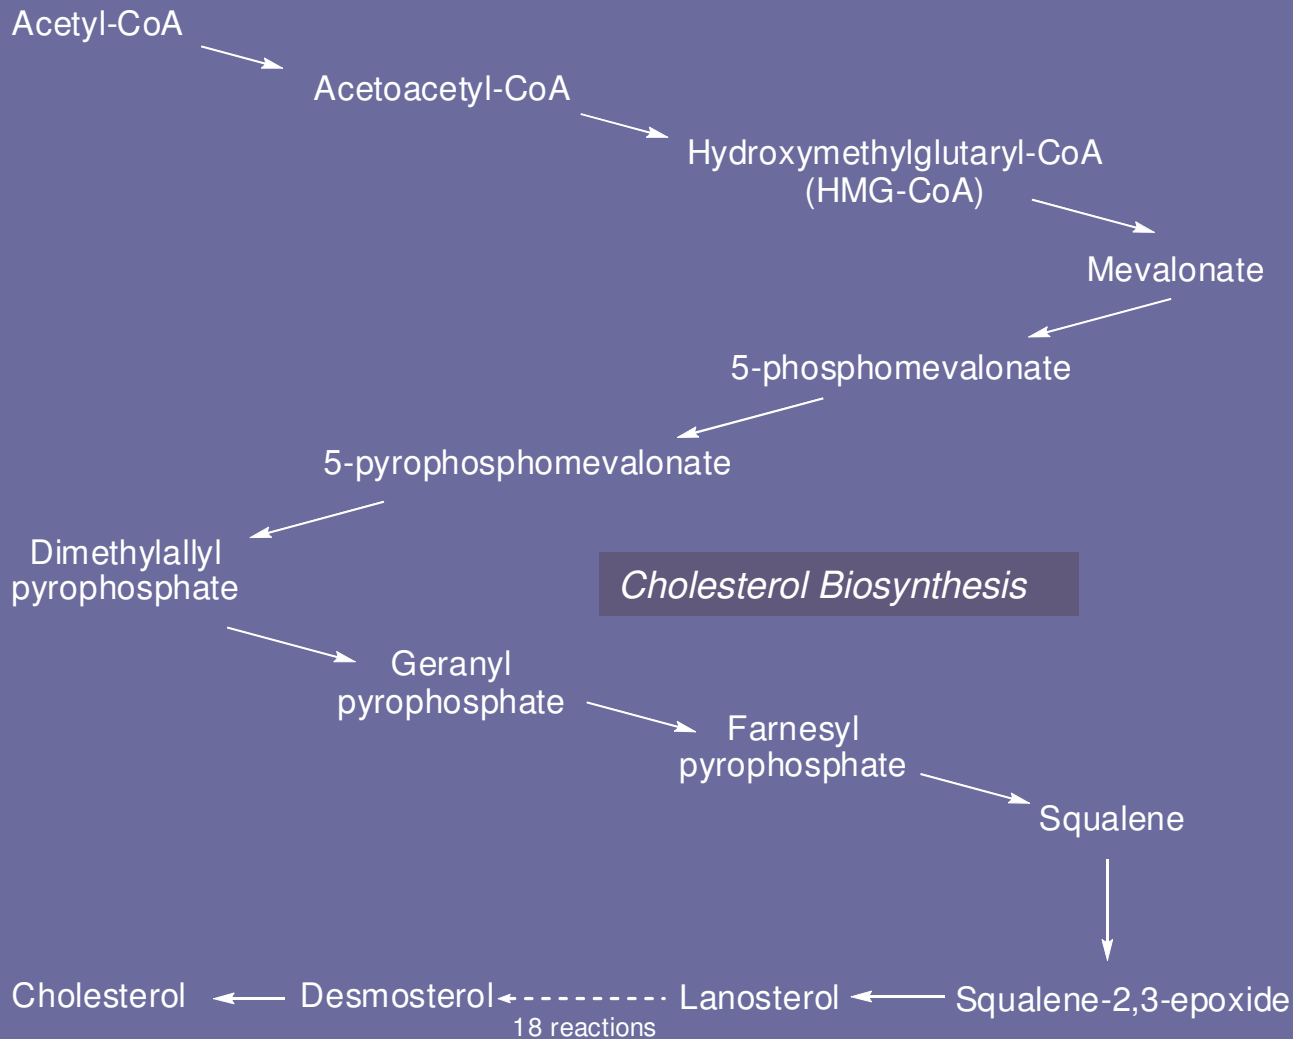 Acetyl-CoA
Acetoacetyl-CoA
Hydroxymethylglutaryl-CoA
(HMG-CoA)
Mevalonate
5-phosphomevalonate
5-pyrophosphomevalonate
Dimethylallyl
pyrophosphate
Cholesterol Biosynthesis
Geranyl
pyrophosphate
Farnesyl
pyrophosphate
Squalene
Squalene-2,3-epoxide
Lanosterol
18 reactions
Desmosterol
Cholesterol